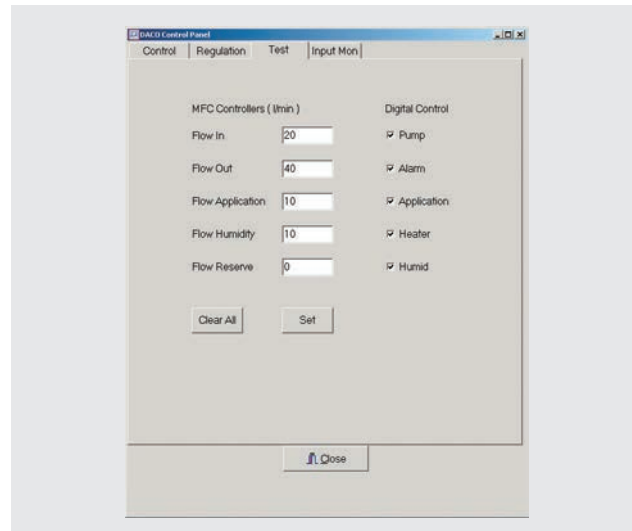 DACO Control Panel
Control Regulation Test Input Mon
MFC Controllers ( l/min ) Digital Control
Flow In 20 Pump
Flow Out 40 Alarm
Flow Application 10 Application
Flow Humidity 10 Heater
Flow Reserve 0 Humid
Clear All Set
Close